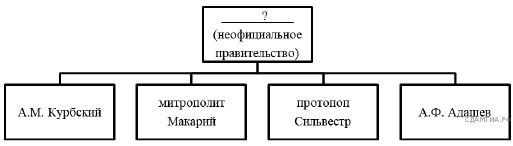 ?
(неофициальное
правительство)
А.М. Курбский
митрополит
Макарий
протопоп
Сильвестр
А.Ф. Адашев
СДАМГИА.РФ